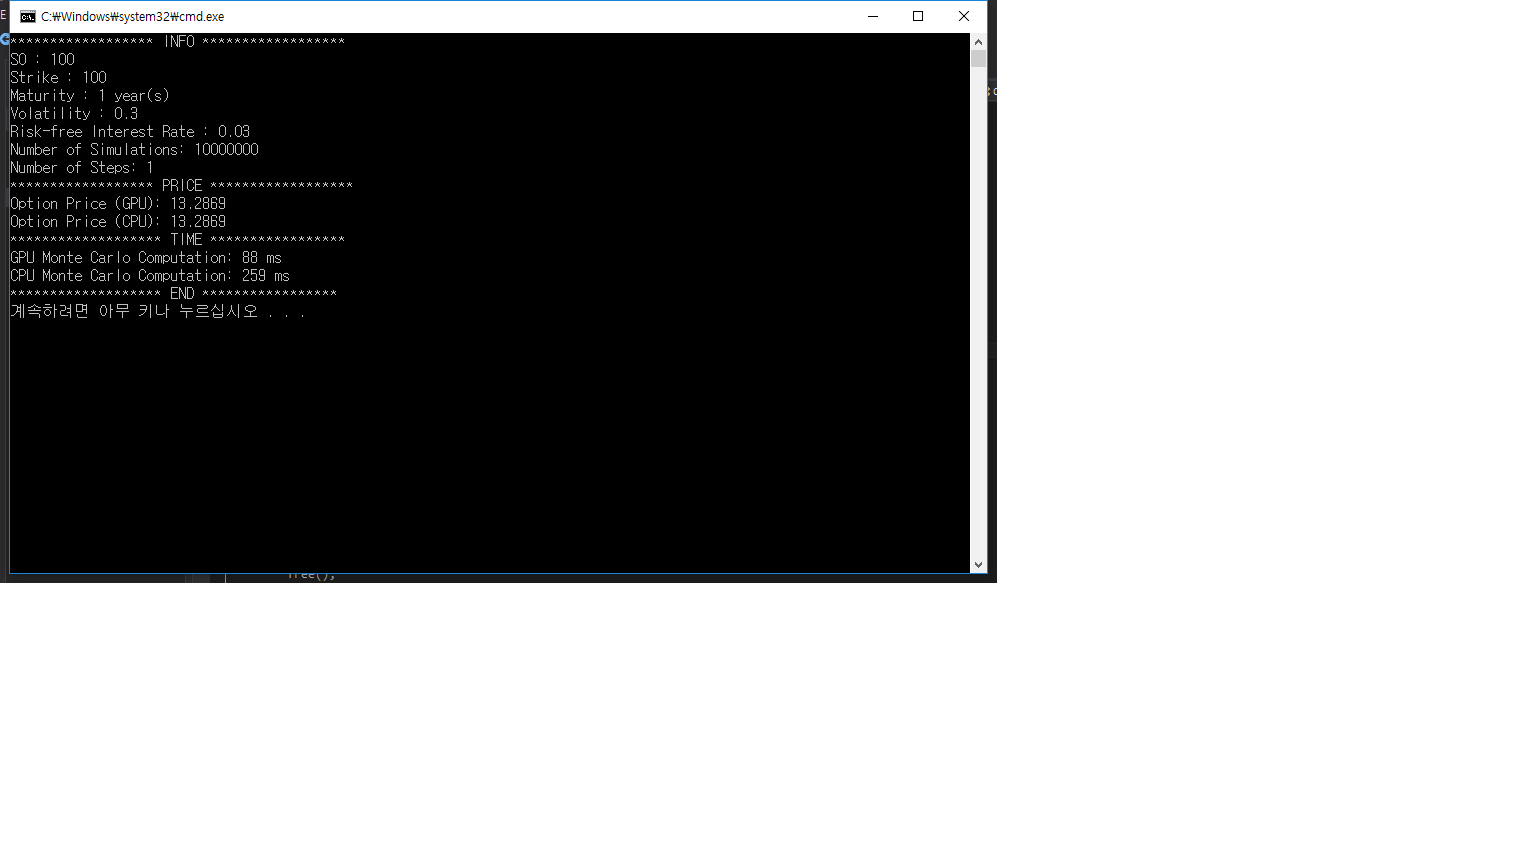 C:₩Windows₩system32₩cmd.exe
****************** INFO ******************
S0 : 100
Strike : 100
Maturity : 1 year(s)
Volatility : 0.3
Risk-free Interest Rate : 0.03
Number of Simulations: 10000000
Number of Steps: 1
****************** PRICE ******************
Option Price (GPU): 13.2869
Option Price (CPU): 13.2869
******************* TIME *****************
GPU Monte Carlo Computation: 88 ms
CPU Monte Carlo Computation: 259 ms
******************* END *****************
계속하려면 아무 키나 누르십시오 . . .